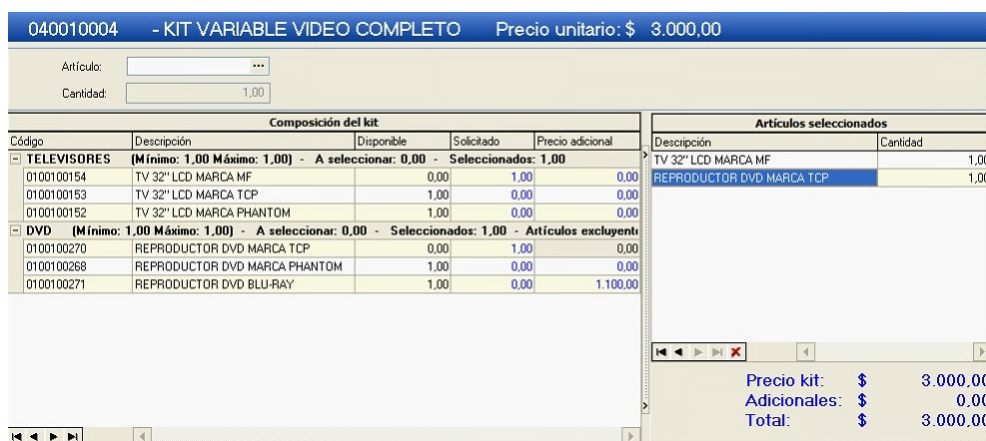 040010004 - KIT VARIABLE VIDEO COMPLETO Precio unitario: $ 3.000,00
Artículo: ...
Cantidad: 1,00
Composición del kit
Código Descripción Disponible Solicitado Precio adicional
TELEVISORES (Mínimo: 1,00 Máximo: 1,00) - A seleccionar: 0,00 - Seleccionados: 1,00
0100100154 TV 32" LCD MARCA MF 0,00 1,00 0,00
0100100153 TV 32" LCD MARCA TCP 1,00 0,00 0,00
0100100152 TV 32" LCD MARCA PHANTOM 1,00 0,00 0,00
DVD (Mínimo: 1,00 Máximo: 1,00) - A seleccionar: 0,00 - Seleccionados: 1,00 - Artículos excluyente
0100100270 REPRODUCTOR DVD MARCA TCP 0,00 1,00 0,00
0100100268 REPRODUCTOR DVD MARCA PHANTOM 1,00 0,00 0,00
0100100271 REPRODUCTOR DVD BLU-RAY 1,00 0,00 1.100,00
Artículos seleccionados
Descripción Cantidad
TV 32" LCD MARCA MF 1,00
REPRODUCTOR DVD MARCA TCP 1,00
Precio kit: $ 3.000,00
Adicionales: $ 0,00
Total: $ 3.000,00